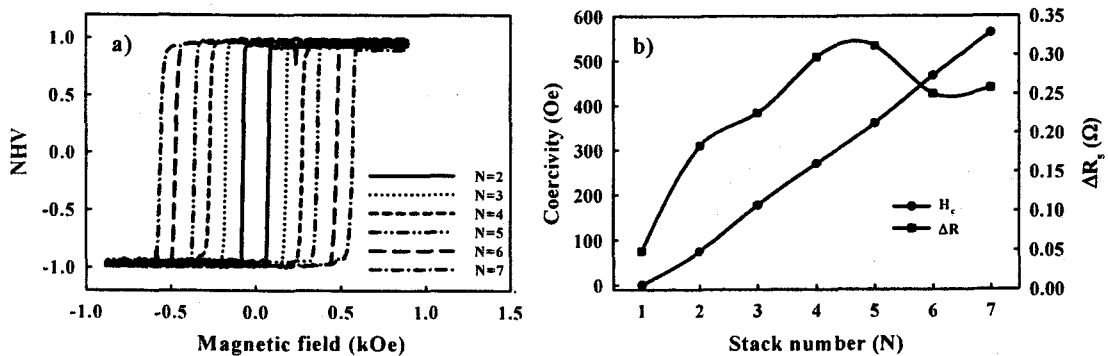 a)
NHV
1.0
0.5
0.0
-0.5
-1.0
-1.0
-0.5
0.0
0.5
1.0
1.5
Magnetic field (kOe)
N=2
N=3
N=4
N=5
N=6
N=7
b)
Coercivity (Oe)
600
500
400
300
200
100
0
1
2
3
4
5
6
7
Stack number (N)
0.35
0.30
0.25
0.20
0.15
0.10
0.05
0.00
ΔRs (Ω)
Hc
ΔR